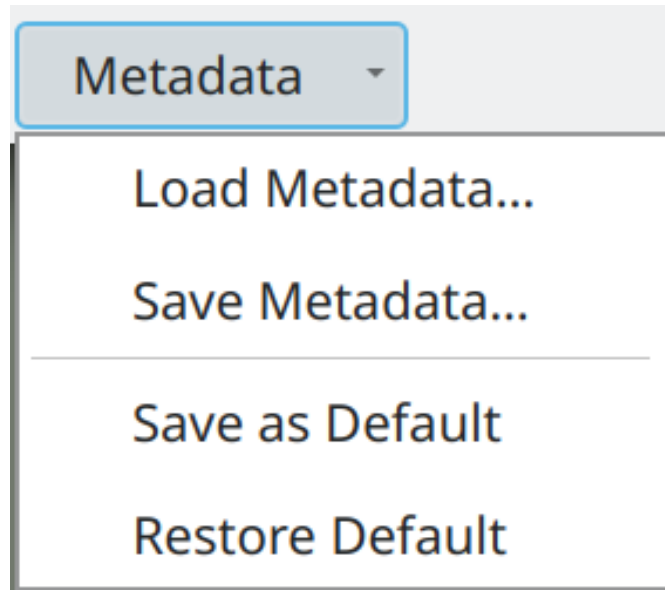 Metadata
Load Metadata...
Save Metadata...
Save as Default
Restore Default